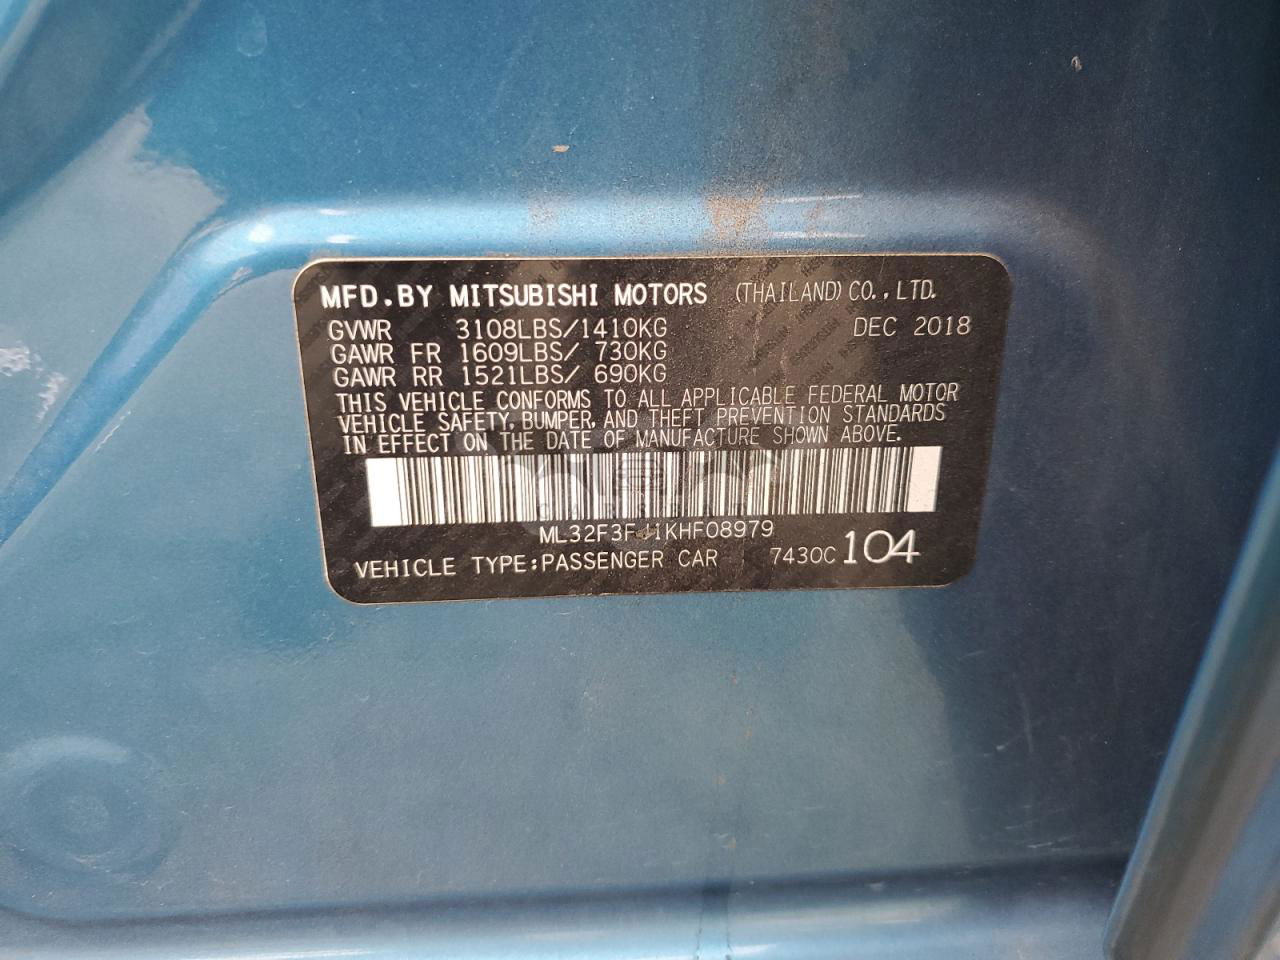 MFD.BY MITSUBISHI MOTORS (THAILAND) CO.,LTD.
GVWR 3108LBS/1410KG DEC 2018
GAWR FR 1609LBS/ 730KG
GAWR RR 1521LBS/ 690KG
THIS VEHICLE CONFORMS TO ALL APPLICABLE FEDERAL MOTOR
VEHICLE SAFETY, BUMPER, AND THEFT PREVENTION STANDARDS
IN EFFECT ON THE DATE OF MANUFACTURE SHOWN ABOVE.
ML32F3FJ1KHF08979
VEHICLE TYPE:PASSENGER CAR 7430C 104